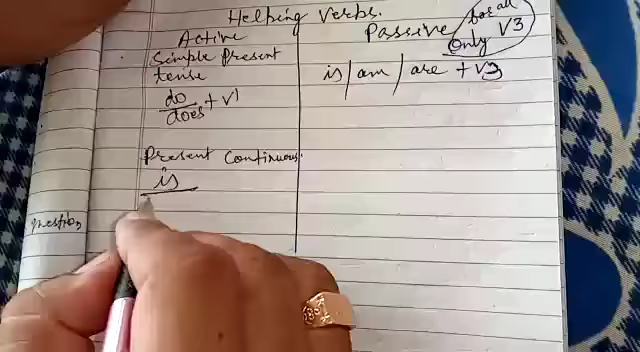 Helping Verbs.
Active
Passive
for all
Only V3
Simple Present
tense
is/am/are + V3
do
does + V1
Present Continuous.
is
question